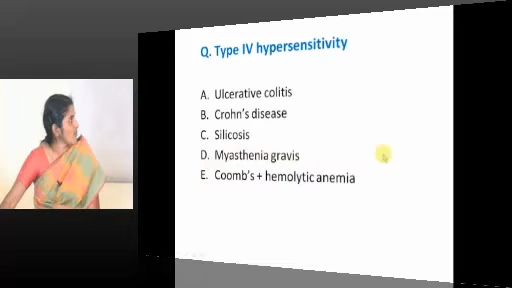 Q. Type IV hypersensitivity
A. Ulcerative colitis
B. Crohn's disease
C. Silicosis
D. Myasthenia gravis
E. Coomb's + hemolytic anemia